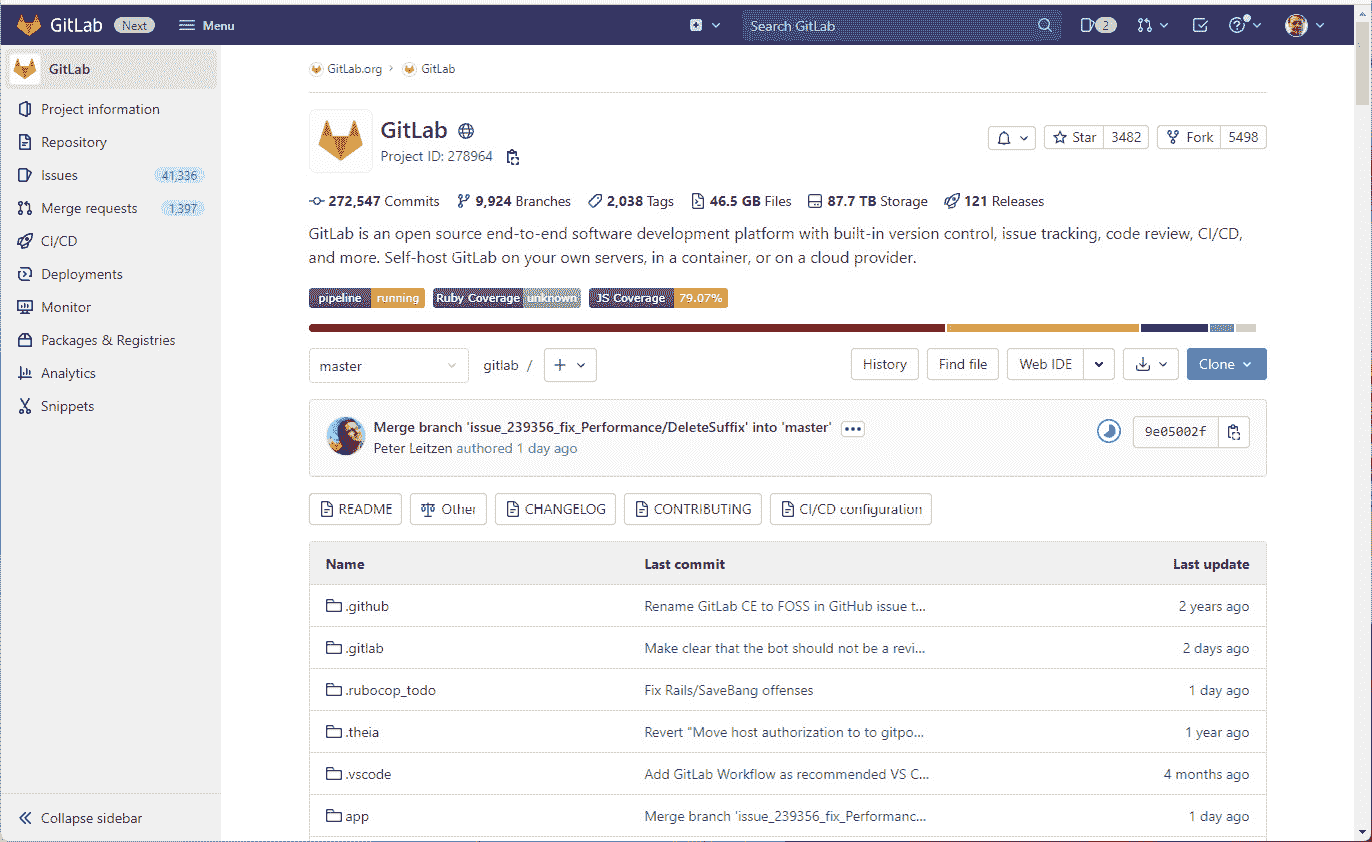 GitLab Next Menu Search GitLab 2
GitLab
Project information
Repository
Issues 41,336
Merge requests 1,397
CI/CD
Deployments
Monitor
Packages & Registries
Analytics
Snippets
Collapse sidebar
GitLab.org › GitLab
GitLab
Project ID: 278964
Star 3482 Fork 5498
272,547 Commits 9,924 Branches 2,038 Tags 46.5 GB Files 87.7 TB Storage 121 Releases
GitLab is an open source end-to-end software development platform with built-in version control, issue tracking, code review, CI/CD,
and more. Self-host GitLab on your own servers, in a container, or on a cloud provider.
pipeline running Ruby Coverage unknown JS Coverage 79.07%
master gitlab / + History Find file Web IDE Clone
Merge branch 'issue_239356_fix_Performance/DeleteSuffix' into 'master' •••
Peter Leitzen authored 1 day ago
9e05002f
README Other CHANGELOG CONTRIBUTING CI/CD configuration
Name Last commit Last update
.github Rename GitLab CE to FOSS in GitHub issue t... 2 years ago
.gitlab Make clear that the bot should not be a revi... 2 days ago
.rubocop_todo Fix Rails/SaveBang offenses 1 day ago
.theia Revert "Move host authorization to to gitpo... 1 year ago
.vscode Add GitLab Workflow as recommended VS C... 4 months ago
app Merge branch 'issue_239356_fix_Performanc... 1 day ago